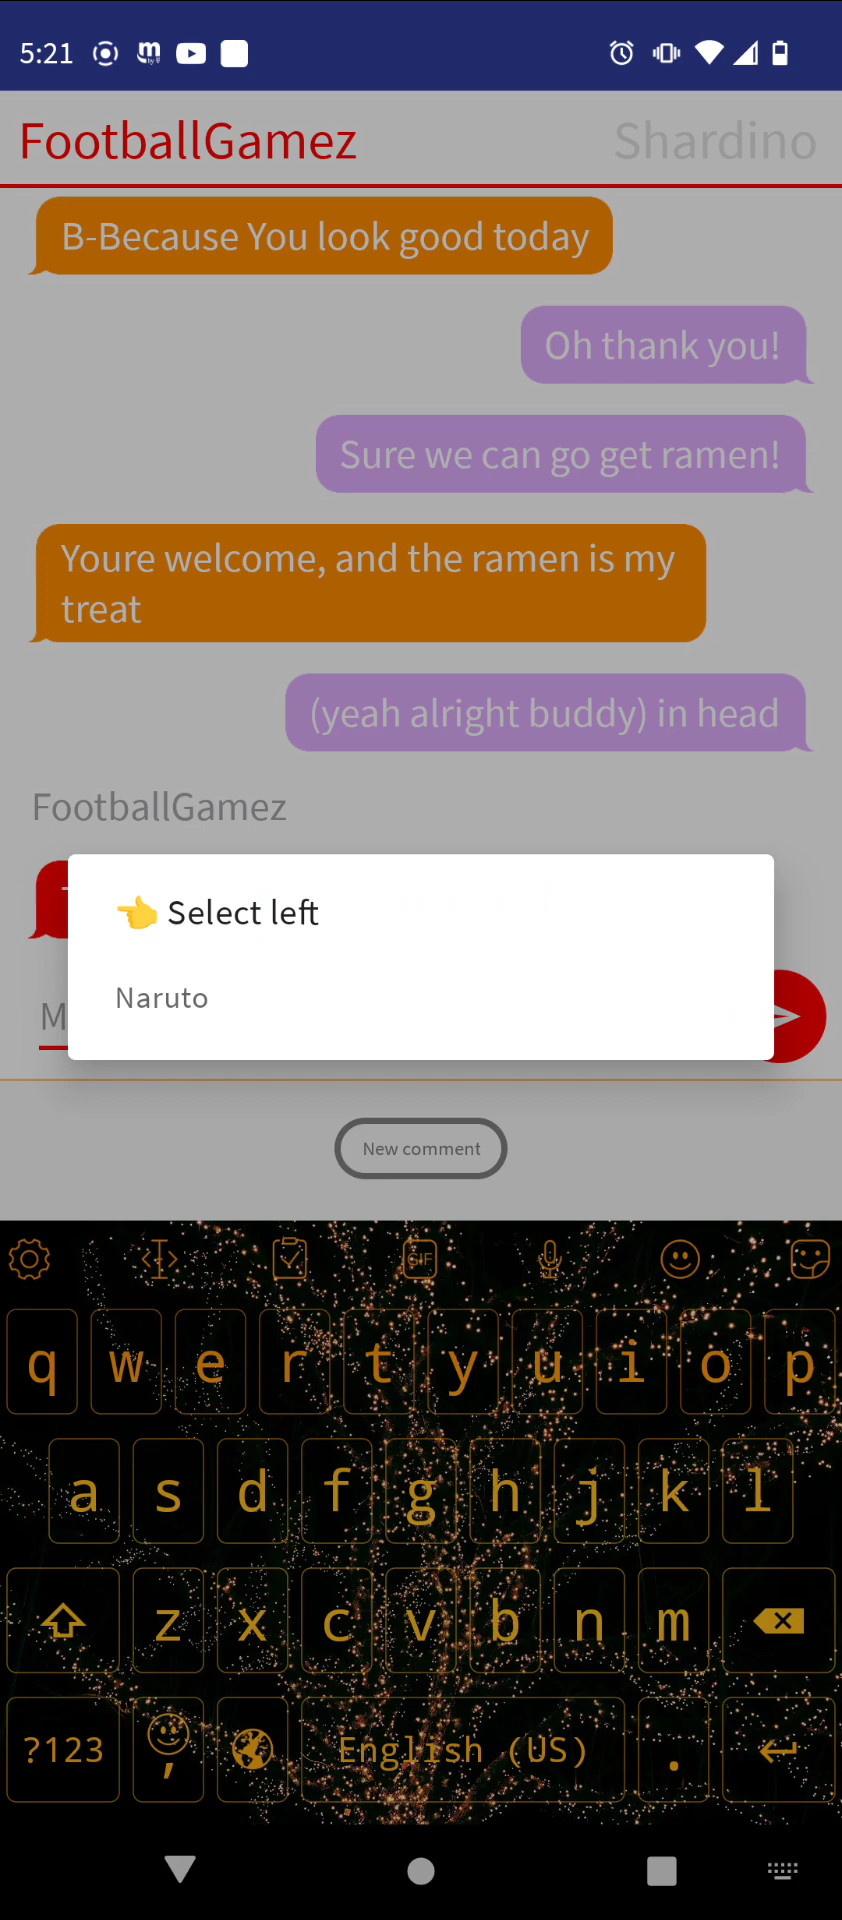 5:21
FootballGamez
Shardino
B-Because You look good today
Oh thank you!
Sure we can go get ramen!
Youre welcome, and the ramen is my
treat
(yeah alright buddy) in head
FootballGamez
👈 Select left
Naruto
M
New comment
GIF
q w e r t y u i o p
a s d f g h j k l
z x c v b n m
?123 , English (US) .